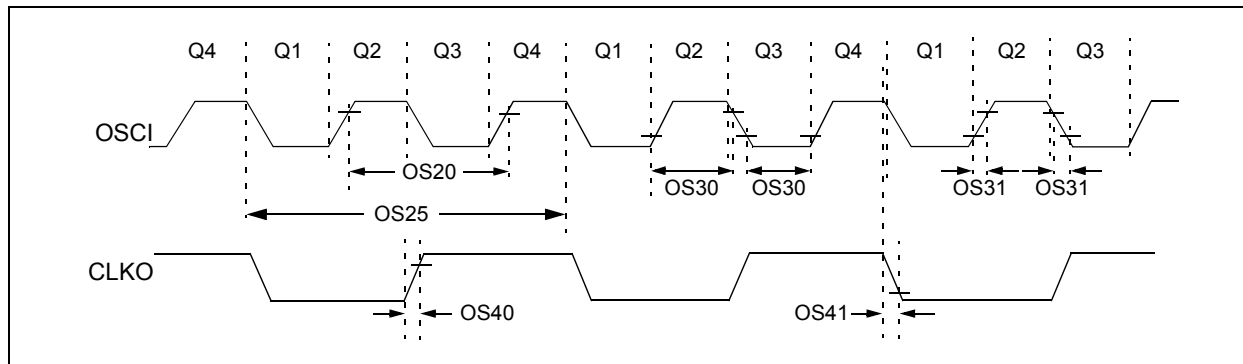 Q4 Q1 Q2 Q3 Q4 Q1 Q2 Q3 Q4 Q1 Q2 Q3
OSCI
OS20 OS30 OS30 OS31 OS31
OS25
CLKO
OS40 OS41